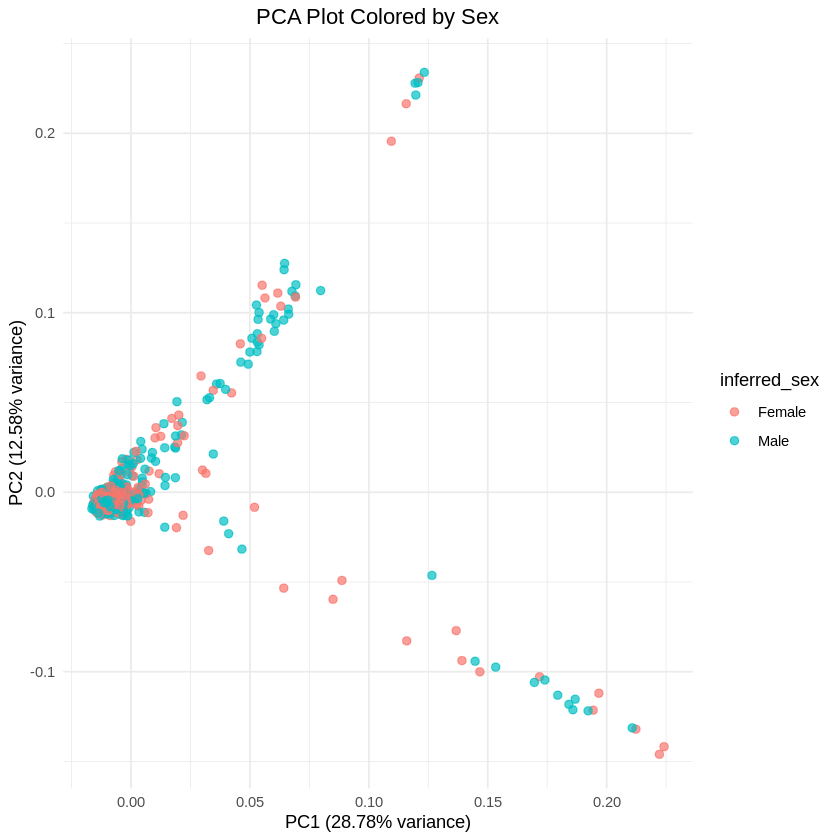 PCA Plot Colored by Sex
PC2 (12.58% variance)
0.2
0.1
0.0
-0.1
0.00 0.05 0.10 0.15 0.20
PC1 (28.78% variance)
inferred_sex
Female
Male